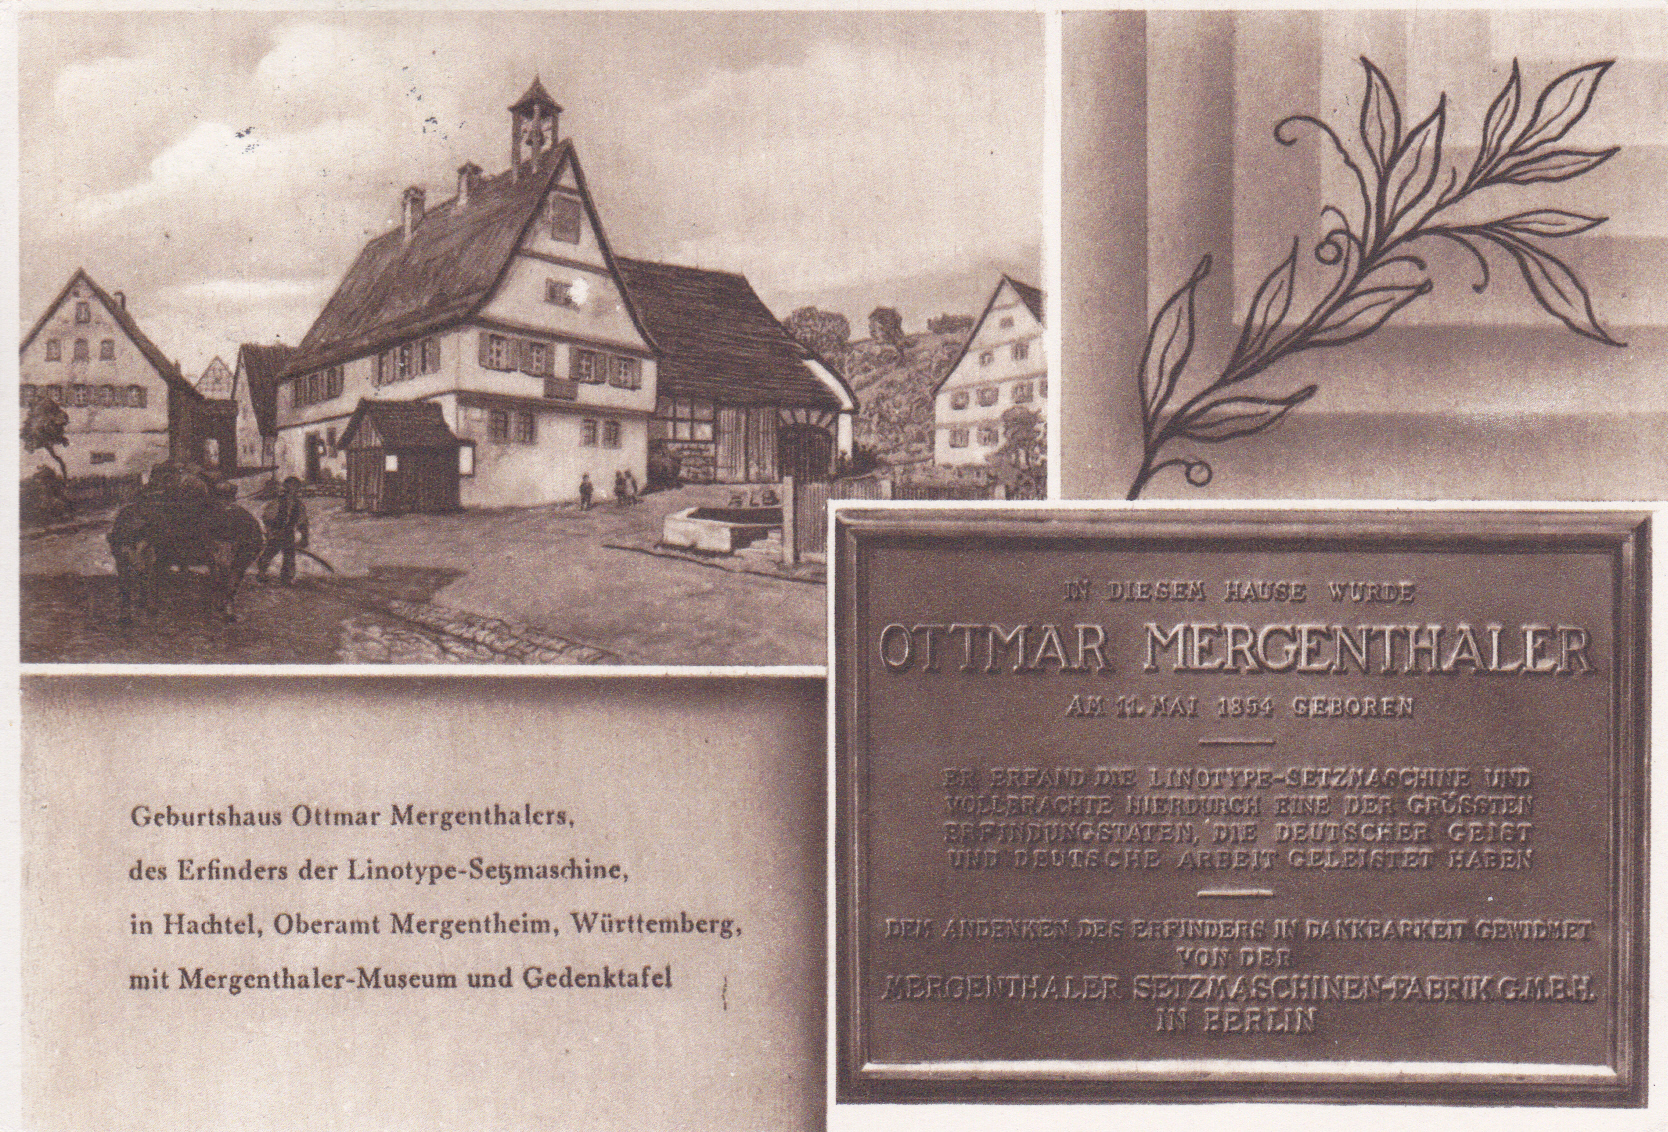 Geburtshaus Ottmar Mergenthalers,
des Erfinders der Linotype-Setzmaschine,
in Hachtel, Oberamt Mergentheim, Württemberg,
mit Mergenthaler-Museum und Gedenktafel
IN DIESEM HAUSE WURDE
OTTMAR MERGENTHALER
AM 11. MAI 1854 GEBOREN
ER ERFAND DIE LINOTYPE-SETZMASCHINE UND
VOLLBRACHTE HIERDURCH EINE DER GRÖSSTEN
ERFINDUNGSTATEN, DIE DEUTSCHER GEIST
UND DEUTSCHE ARBEIT GELEISTET HABEN
DEM ANDENKEN DES ERFINDERS IN DANKBARKEIT GEWIDMET
VON DER
MERGENTHALER SETZMASCHINEN-FABRIK G.M.B.H.
IN BERLIN